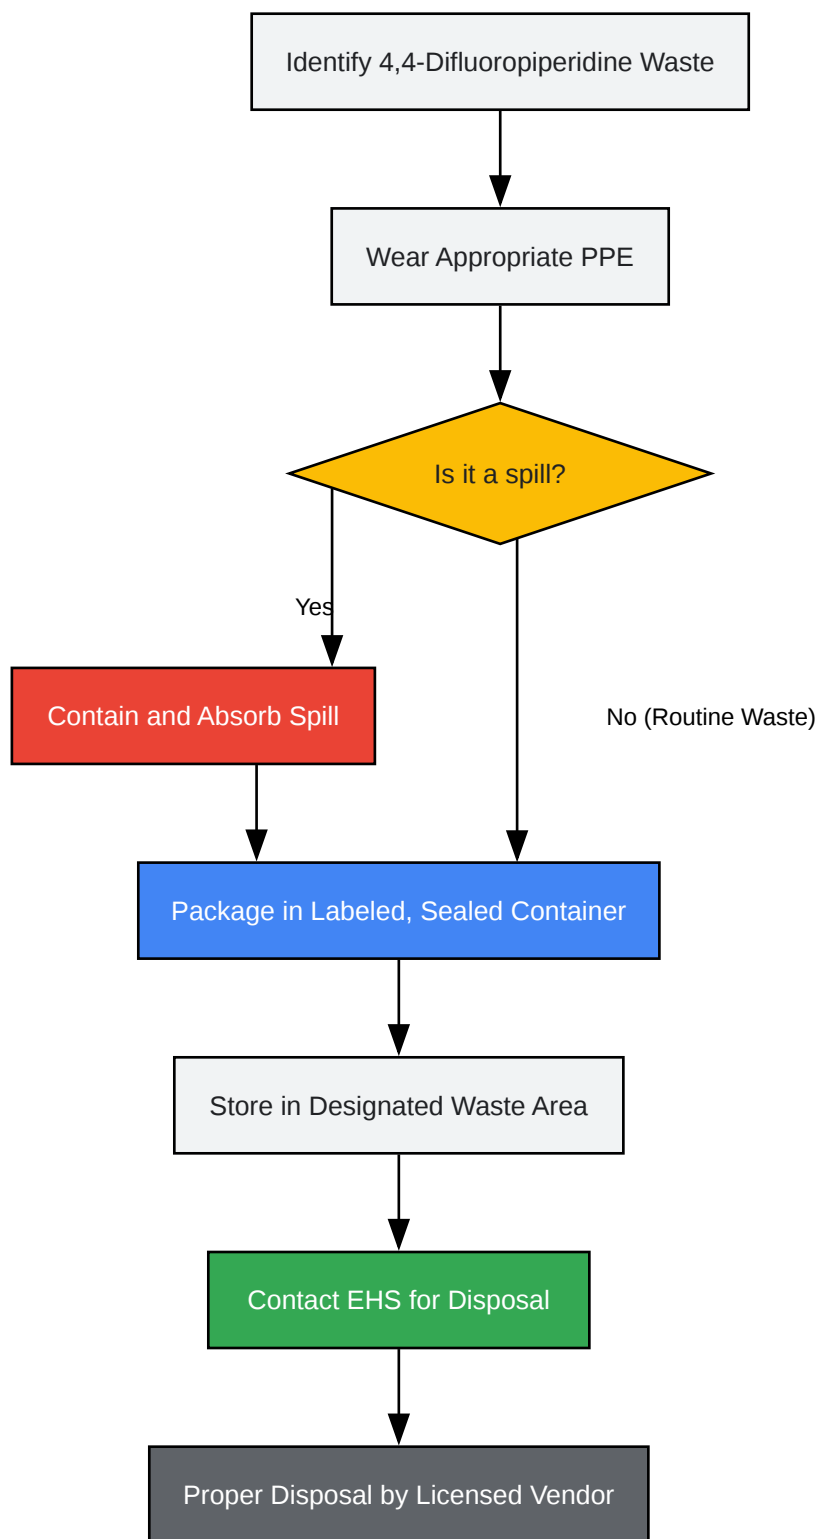 Identify 4,4-Difluoropiperidine Waste
Wear Appropriate PPE
Is it a spill?
Yes
Contain and Absorb Spill
No (Routine Waste)
Package in Labeled, Sealed Container
Store in Designated Waste Area
Contact EHS for Disposal
Proper Disposal by Licensed Vendor